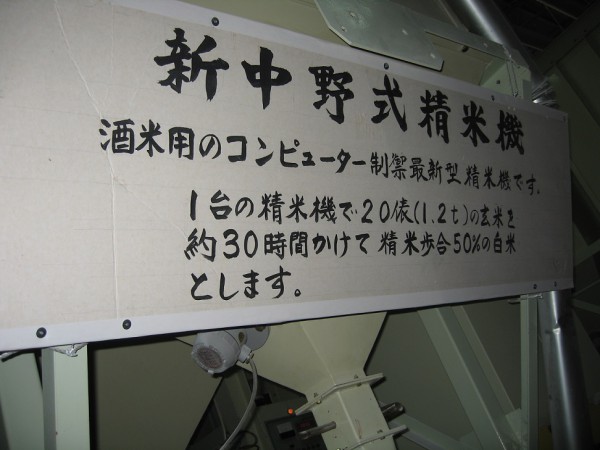 新中野式精米機
酒米用のコンピューター制禦最新型精米機です。
1台の精米機で20俵(1.2t)の玄米を
約30時間かけて精米歩合50%の白米
とします。